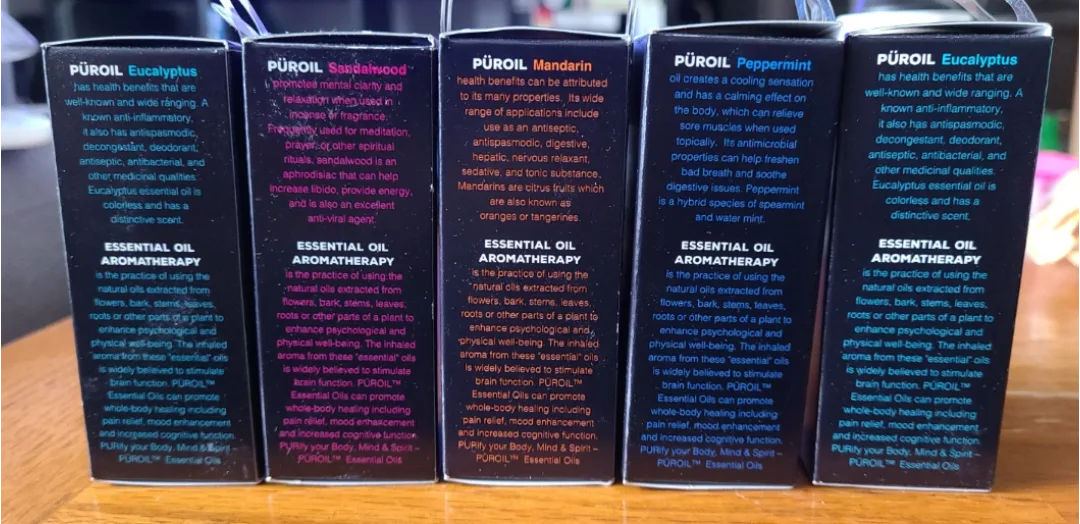 PÜROIL Eucalyptus
has health benefits that are
well-known and wide ranging. A
known anti-inflammatory,
it also has antispasmodic,
decongestant, deodorant,
antiseptic, antibacterial, and
other medicinal qualities.
Eucalyptus essential oil is
colorless and has a
distinctive scent.
ESSENTIAL OIL
AROMATHERAPY
is the practice of using the
natural oils extracted from
flowers, bark, stems, leaves,
roots or other parts of a plant to
enhance psychological and
physical well-being. The inhaled
aroma from these "essential" oils
is widely believed to stimulate
brain function. PÜROIL™
Essential Oils can promote
whole-body healing including
pain relief, mood enhancement
and increased cognitive function.
PURify your Body, Mind & Spirit –
PÜROIL™ Essential Oils
PÜROIL Sandalwood
promotes mental clarity and
relaxation when used in
incense or fragrance.
Frequently used for meditation,
prayer, or other spiritual
rituals, sandalwood is an
aphrodisiac that can help
increase libido, provide energy,
and is also an excellent
anti-viral agent.
ESSENTIAL OIL
AROMATHERAPY
is the practice of using the
natural oils extracted from
flowers, bark, stems, leaves,
roots or other parts of a plant to
enhance psychological and
physical well-being. The inhaled
aroma from these "essential" oils
is widely believed to stimulate
brain function. PÜROIL™
Essential Oils can promote
whole-body healing including
pain relief, mood enhancement
and increased cognitive function.
PURify your Body, Mind & Spirit –
PÜROIL™ Essential Oils
PÜROIL Mandarin
health benefits can be attributed
to its many properties. Its wide
range of applications include
use as an antiseptic,
antispasmodic, digestive,
hepatic, nervous relaxant,
sedative, and tonic substance.
Mandarins are citrus fruits which
are also known as
oranges or tangerines.
ESSENTIAL OIL
AROMATHERAPY
is the practice of using the
natural oils extracted from
flowers, bark, stems, leaves,
roots or other parts of a plant to
enhance psychological and
physical well-being. The inhaled
aroma from these "essential" oils
is widely believed to stimulate
brain function. PÜROIL™
Essential Oils can promote
whole-body healing including
pain relief, mood enhancement
and increased cognitive function.
PURify your Body, Mind & Spirit –
PÜROIL™ Essential Oils
PÜROIL Peppermint
oil creates a cooling sensation
and has a calming effect on
the body, which can relieve
sore muscles when used
topically. Its antimicrobial
properties can help freshen
bad breath and soothe
digestive issues. Peppermint
is a hybrid species of spearmint
and water mint.
ESSENTIAL OIL
AROMATHERAPY
is the practice of using the
natural oils extracted from
flowers, bark, stems, leaves,
roots or other parts of a plant to
enhance psychological and
physical well-being. The inhaled
aroma from these "essential" oils
is widely believed to stimulate
brain function. PÜROIL™
Essential Oils can promote
whole-body healing including
pain relief, mood enhancement
and increased cognitive function.
PURify your Body, Mind & Spirit –
PÜROIL™ Essential Oils
PÜROIL Eucalyptus
has health benefits that are
well-known and wide ranging. A
known anti-inflammatory,
it also has antispasmodic,
decongestant, deodorant,
antiseptic, antibacterial, and
other medicinal qualities.
Eucalyptus essential oil is
colorless and has a
distinctive scent.
ESSENTIAL OIL
AROMATHERAPY
is the practice of using the
natural oils extracted from
flowers, bark, stems, leaves,
roots or other parts of a plant to
enhance psychological and
physical well-being. The inhaled
aroma from these "essential" oils
is widely believed to stimulate
brain function. PÜROIL™
Essential Oils can promote
whole-body healing including
pain relief, mood enhancement
and increased cognitive function.
PURify your Body, Mind & Spirit –
PÜROIL™ Essential Oils